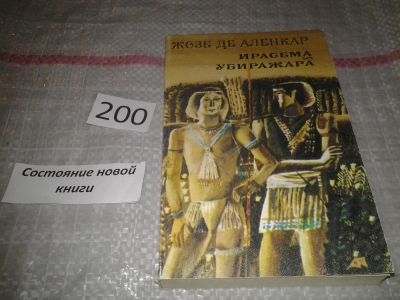 ЖОЗЕ ДЕ АЛЕНКАР
ИРАСЕМА
УБИРАЖАРА
200
Состояние новой
книги